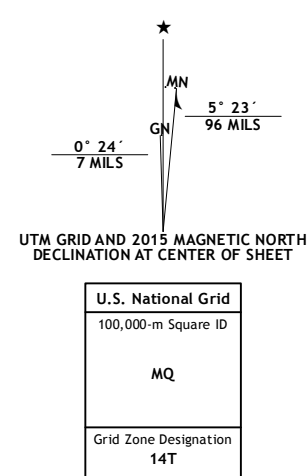 ★
MN
GN
5° 23´
96 MILS
0° 24´
7 MILS
UTM GRID AND 2015 MAGNETIC NORTH
DECLINATION AT CENTER OF SHEET
U.S. National Grid
100,000-m Square ID
MQ
Grid Zone Designation
14T